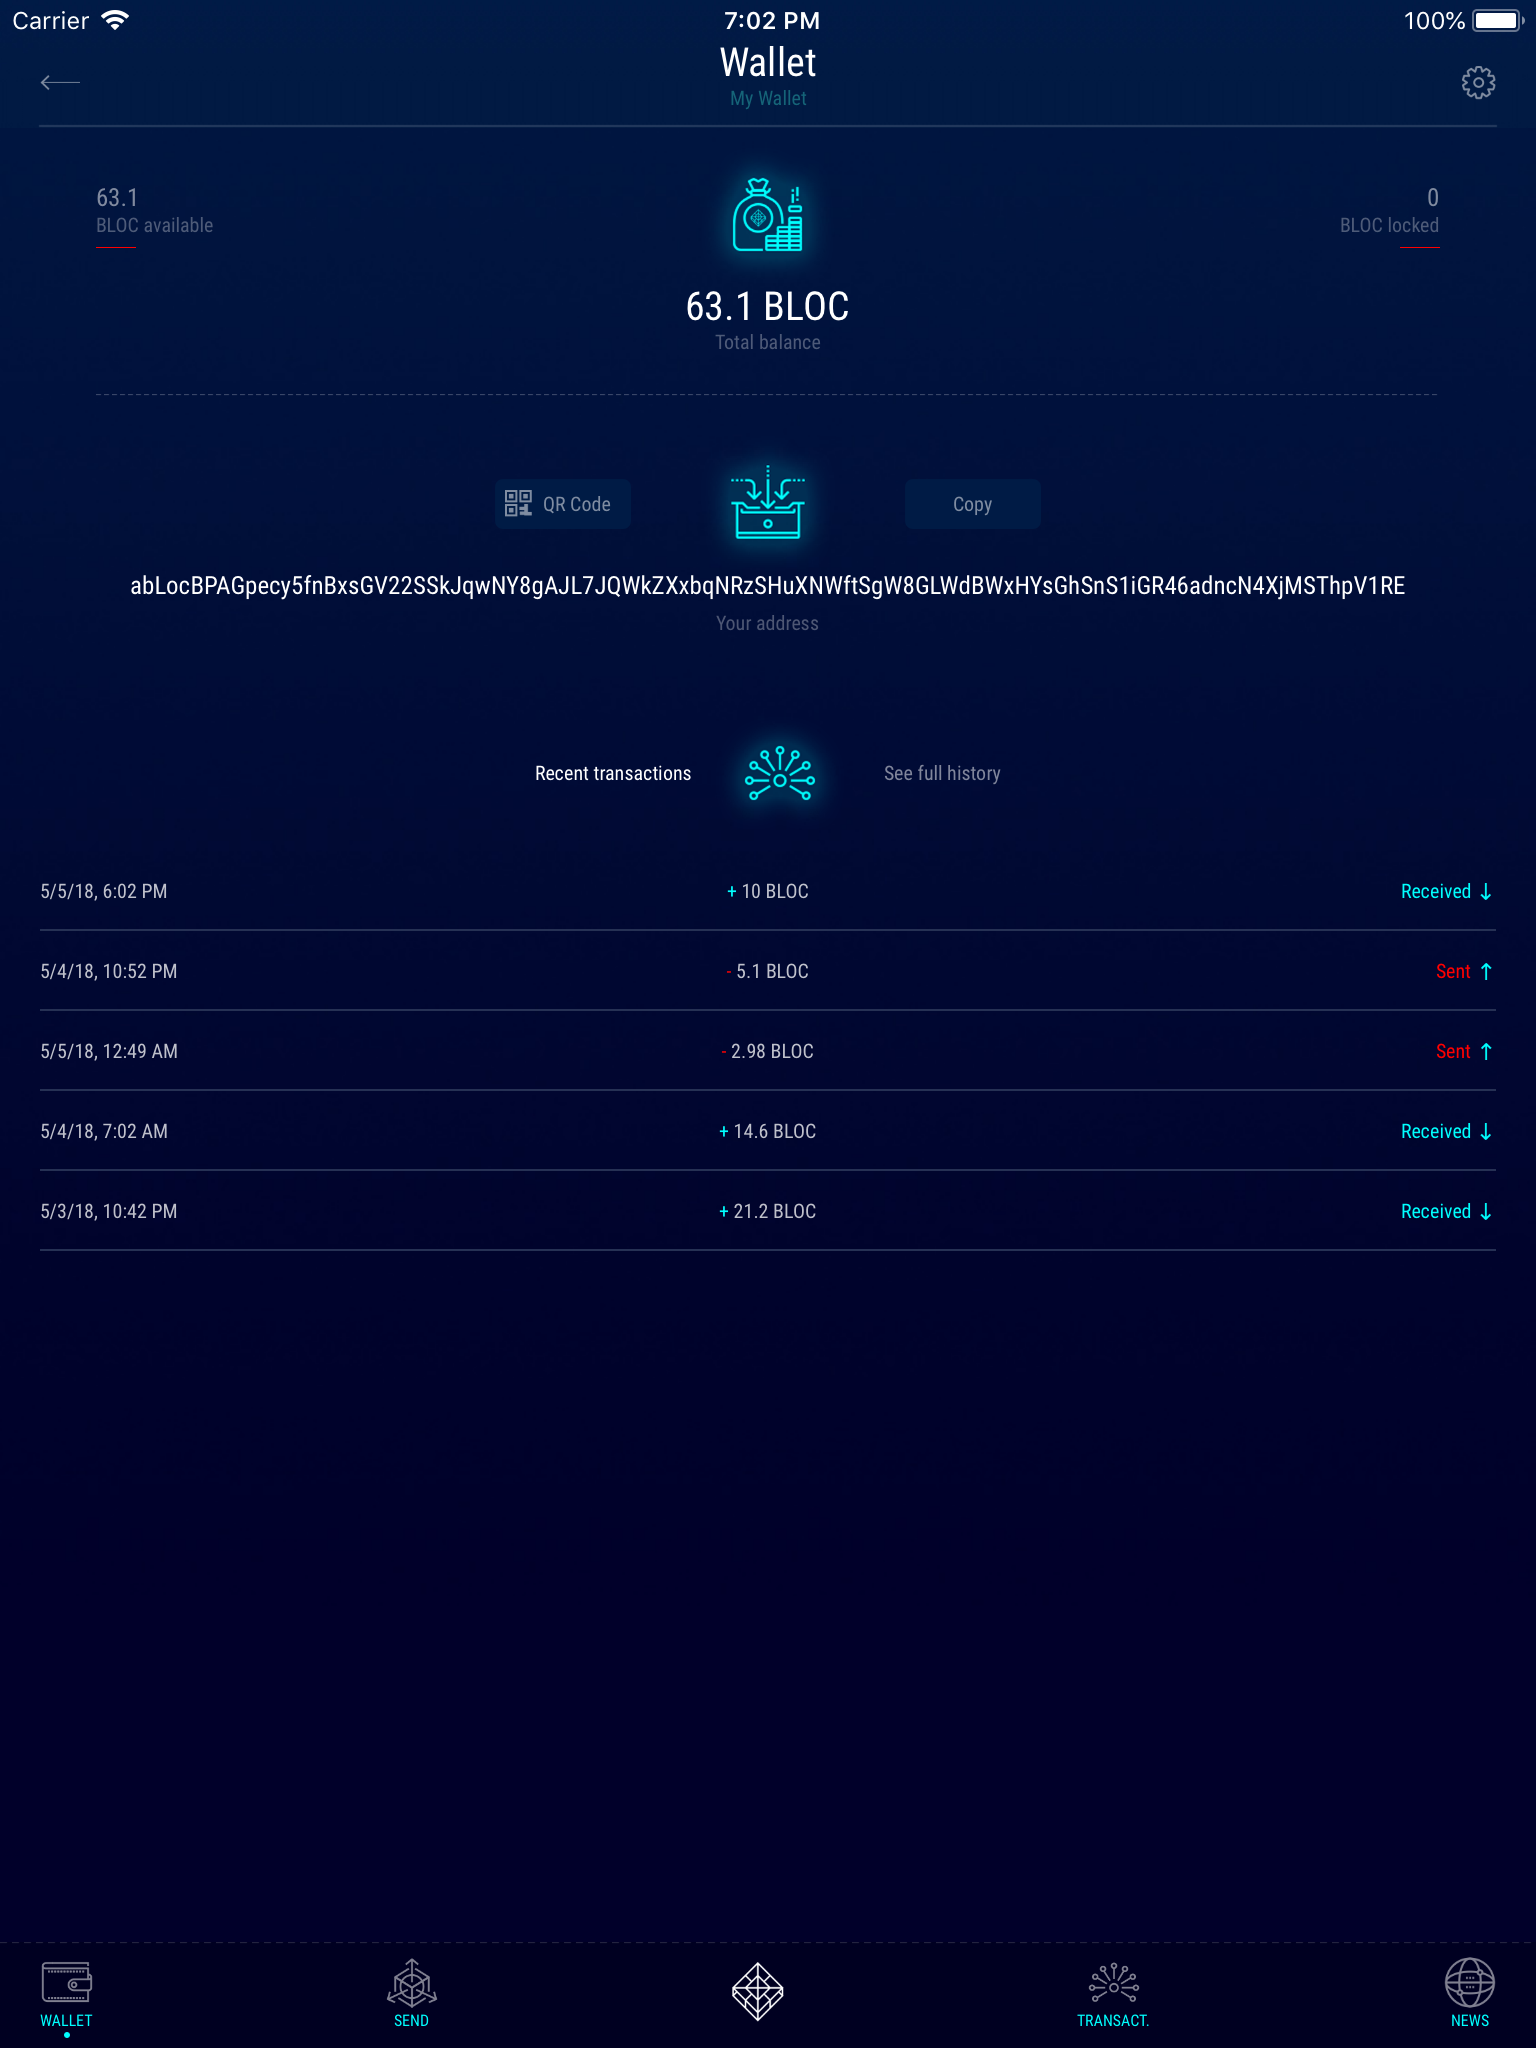 Carrier 7:02 PM 100%
Wallet
My Wallet
63.1 0
BLOC available BLOC locked
63.1 BLOC
Total balance
QR Code Copy
abLocBPAGpecy5fnBxsGV22SSkJqwNY8gAJL7JQWkZXxbqNRzSHuXNWftSgW8GLWdBWxHYsGhSnS1iGR46adncN4XjMSThpV1RE
Your address
Recent transactions See full history
5/5/18, 6:02 PM + 10 BLOC Received ↓
5/4/18, 10:52 PM - 5.1 BLOC Sent ↑
5/5/18, 12:49 AM - 2.98 BLOC Sent ↑
5/4/18, 7:02 AM + 14.6 BLOC Received ↓
5/3/18, 10:42 PM + 21.2 BLOC Received ↓
WALLET SEND TRANSACT. NEWS